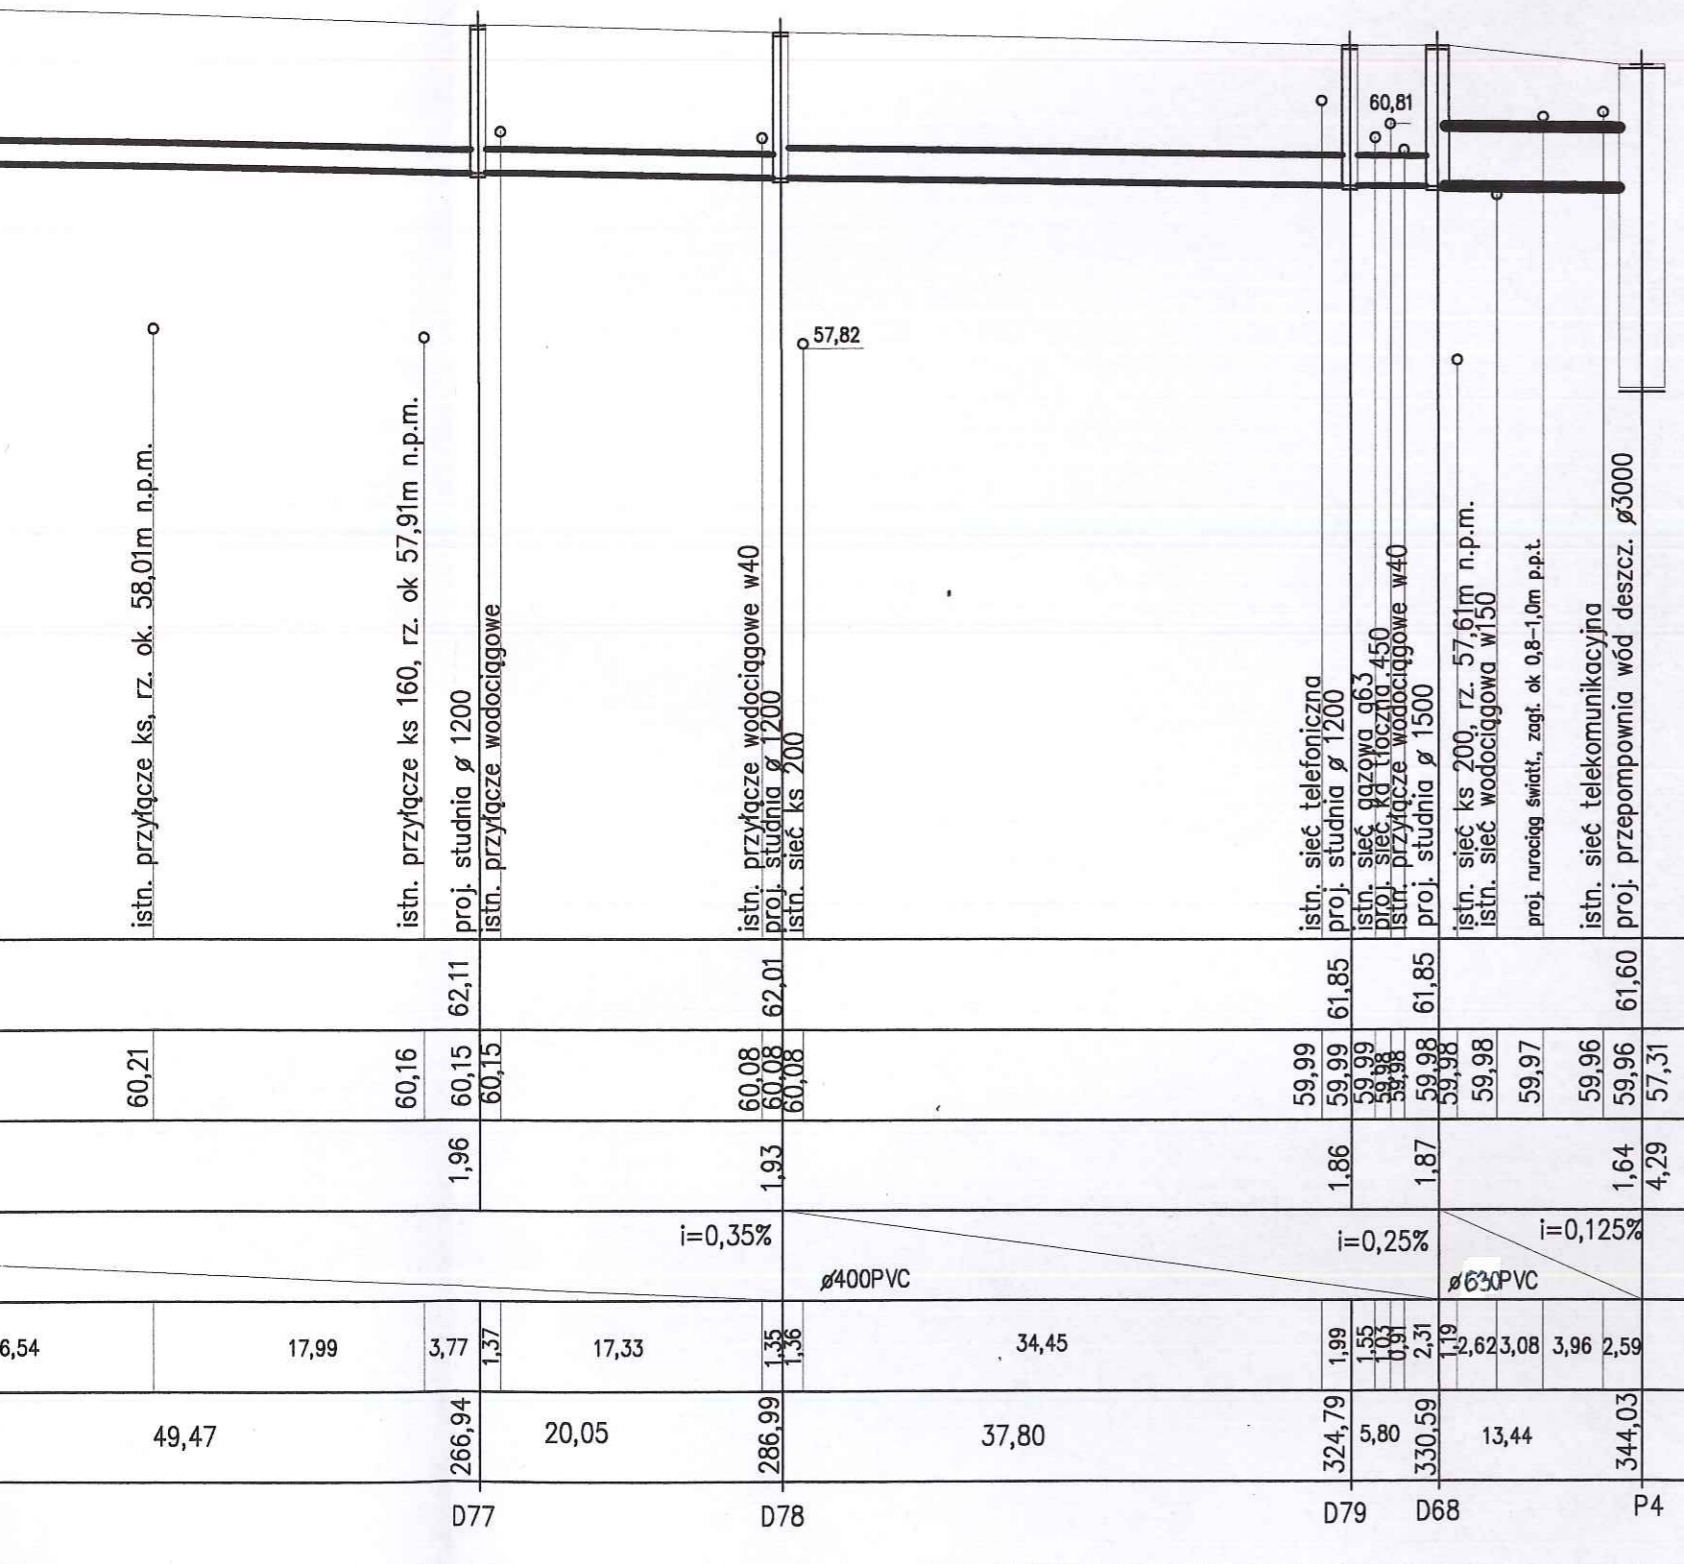 60,81
57,82
istn. przyłącze ks, rz. ok. 58,01m n.p.m.
istn. przyłącze ks 160, rz. ok 57,91m n.p.m.
proj. studnia ø 1200
istn. przyłącze wodociągowe
istn. przyłącze wodociągowe w40
proj. studnia ø 1200
istn. sieć ks 200
istn. sieć telefoniczna
proj. studnia ø 1200
istn. sieć gazowa g63
proj. sieć kd tłoczna 450
istn. przyłącze wodociągowe w40
proj. studnia ø 1500
istn. sieć ks 200, rz. 57,61m n.p.m.
istn. sieć wodociągowa w150
proj. rurociąg światł., zagł. ok 0,8-1,0m p.p.t.
istn. sieć telekomunikacyjna
proj. przepompownia wód deszcz. ø3000
62,11 62,01 61,85 61,85 61,60
60,21 60,16 60,15 60,15 60,08 60,08 60,08 59,99 59,99 59,99 59,98 59,98 59,98 59,98 59,98 59,97 59,96 59,96 57,31
1,96 1,93 1,86 1,87 1,64 4,29
i=0,35% i=0,25% i=0,125%
ø400PVC ø630PVC
6,54 17,99 3,77 1,37 17,33 1,35 1,36 34,45 1,99 1,55 1,03 0,91 2,31 1,19 2,62 3,08 3,96 2,59
49,47 266,94 20,05 286,99 37,80 324,79 5,80 330,59 13,44 344,03
D77 D78 D79 D68 P4